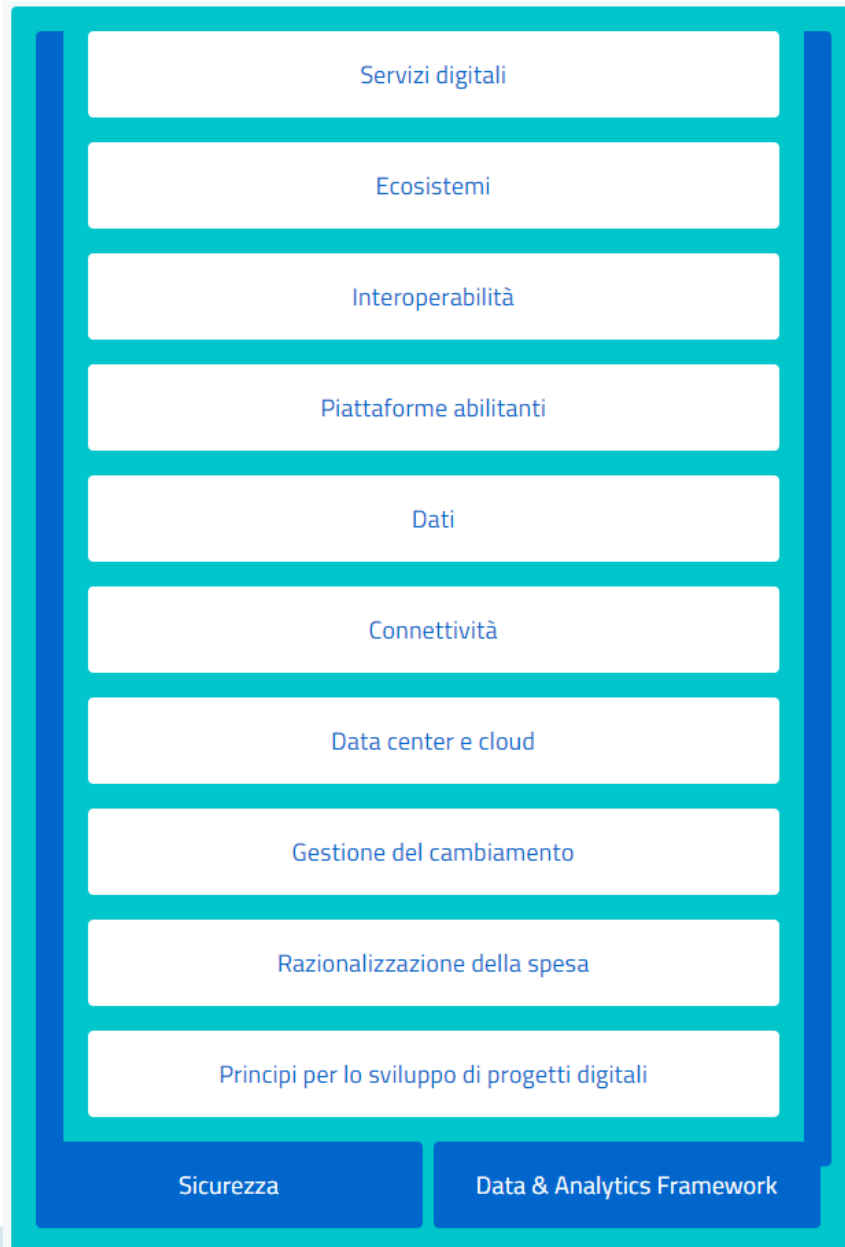 Servizi digitali
Ecosistemi
Interoperabilità
Piattaforme abilitanti
Dati
Connettività
Data center e cloud
Gestione del cambiamento
Razionalizzazione della spesa
Principi per lo sviluppo di progetti digitali
Sicurezza
Data & Analytics Framework